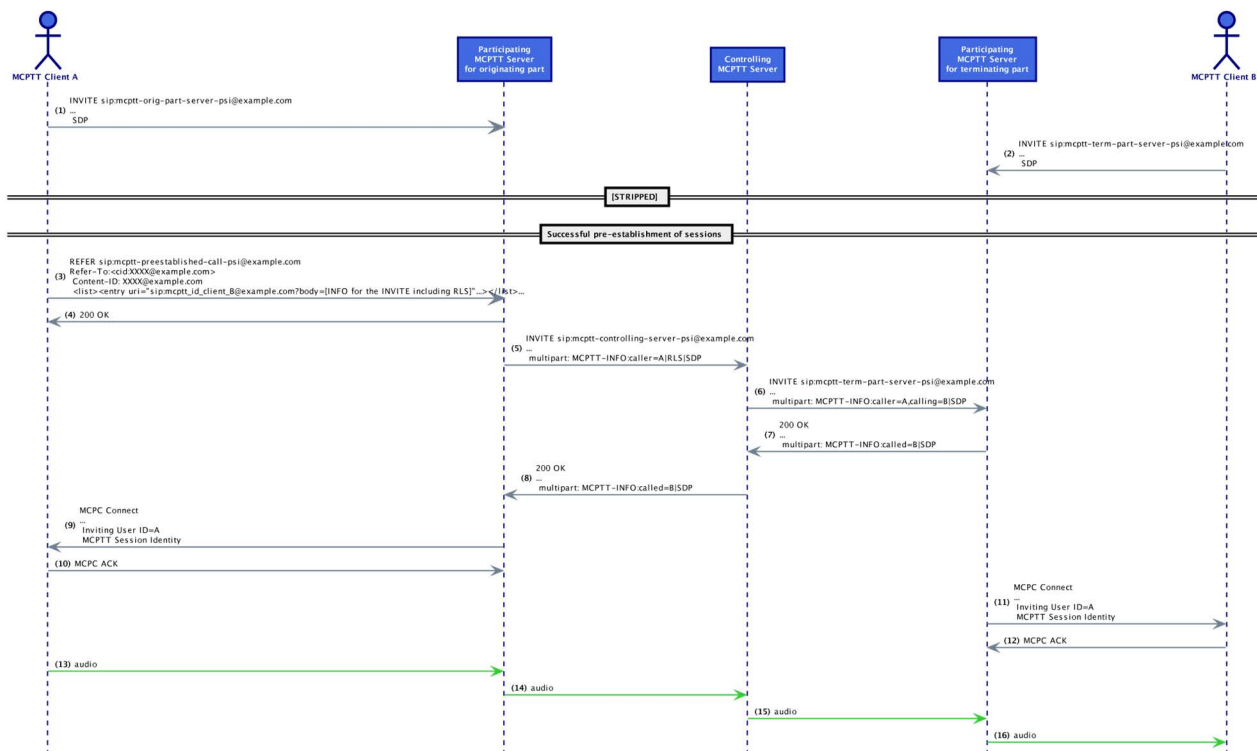 MCPTT Client A
Participating
MCPTT Server
for originating part
Controlling
MCPTT Server
Participating
MCPTT Server
for terminating part
MCPTT Client B
INVITE sip:mcptt-orig-part-server-psi@example.com
(1) ...
SDP
INVITE sip:mcptt-term-part-server-psi@example.com
(2) ...
SDP
[STRIPPED]
Successful pre-establishment of sessions
REFER sip:mcptt-preestablished-call-psi@example.com
(3) Refer-To:<cid:XXXX@example.com>
Content-ID: XXXX@example.com
<list><entry uri="sip:mcptt_id_client_B@example.com?body=[INFO for the INVITE including RLS]"...></list>...
(4) 200 OK
INVITE sip:mcptt-controlling-server-psi@example.com
(5) ...
multipart: MCPTT-INFO:caller=A|RLS|SDP
INVITE sip:mcptt-term-part-server-psi@example.com
(6) ...
multipart: MCPTT-INFO:caller=A,calling=B|SDP
200 OK
(7) ...
multipart: MCPTT-INFO:called=B|SDP
200 OK
(8) ...
multipart: MCPTT-INFO:called=B|SDP
MCPC Connect
(9) ...
Inviting User ID=A
MCPTT Session Identity
(10) MCPC ACK
MCPC Connect
(11) ...
Inviting User ID=A
MCPTT Session Identity
(12) MCPC ACK
(13) audio
(14) audio
(15) audio
(16) audio